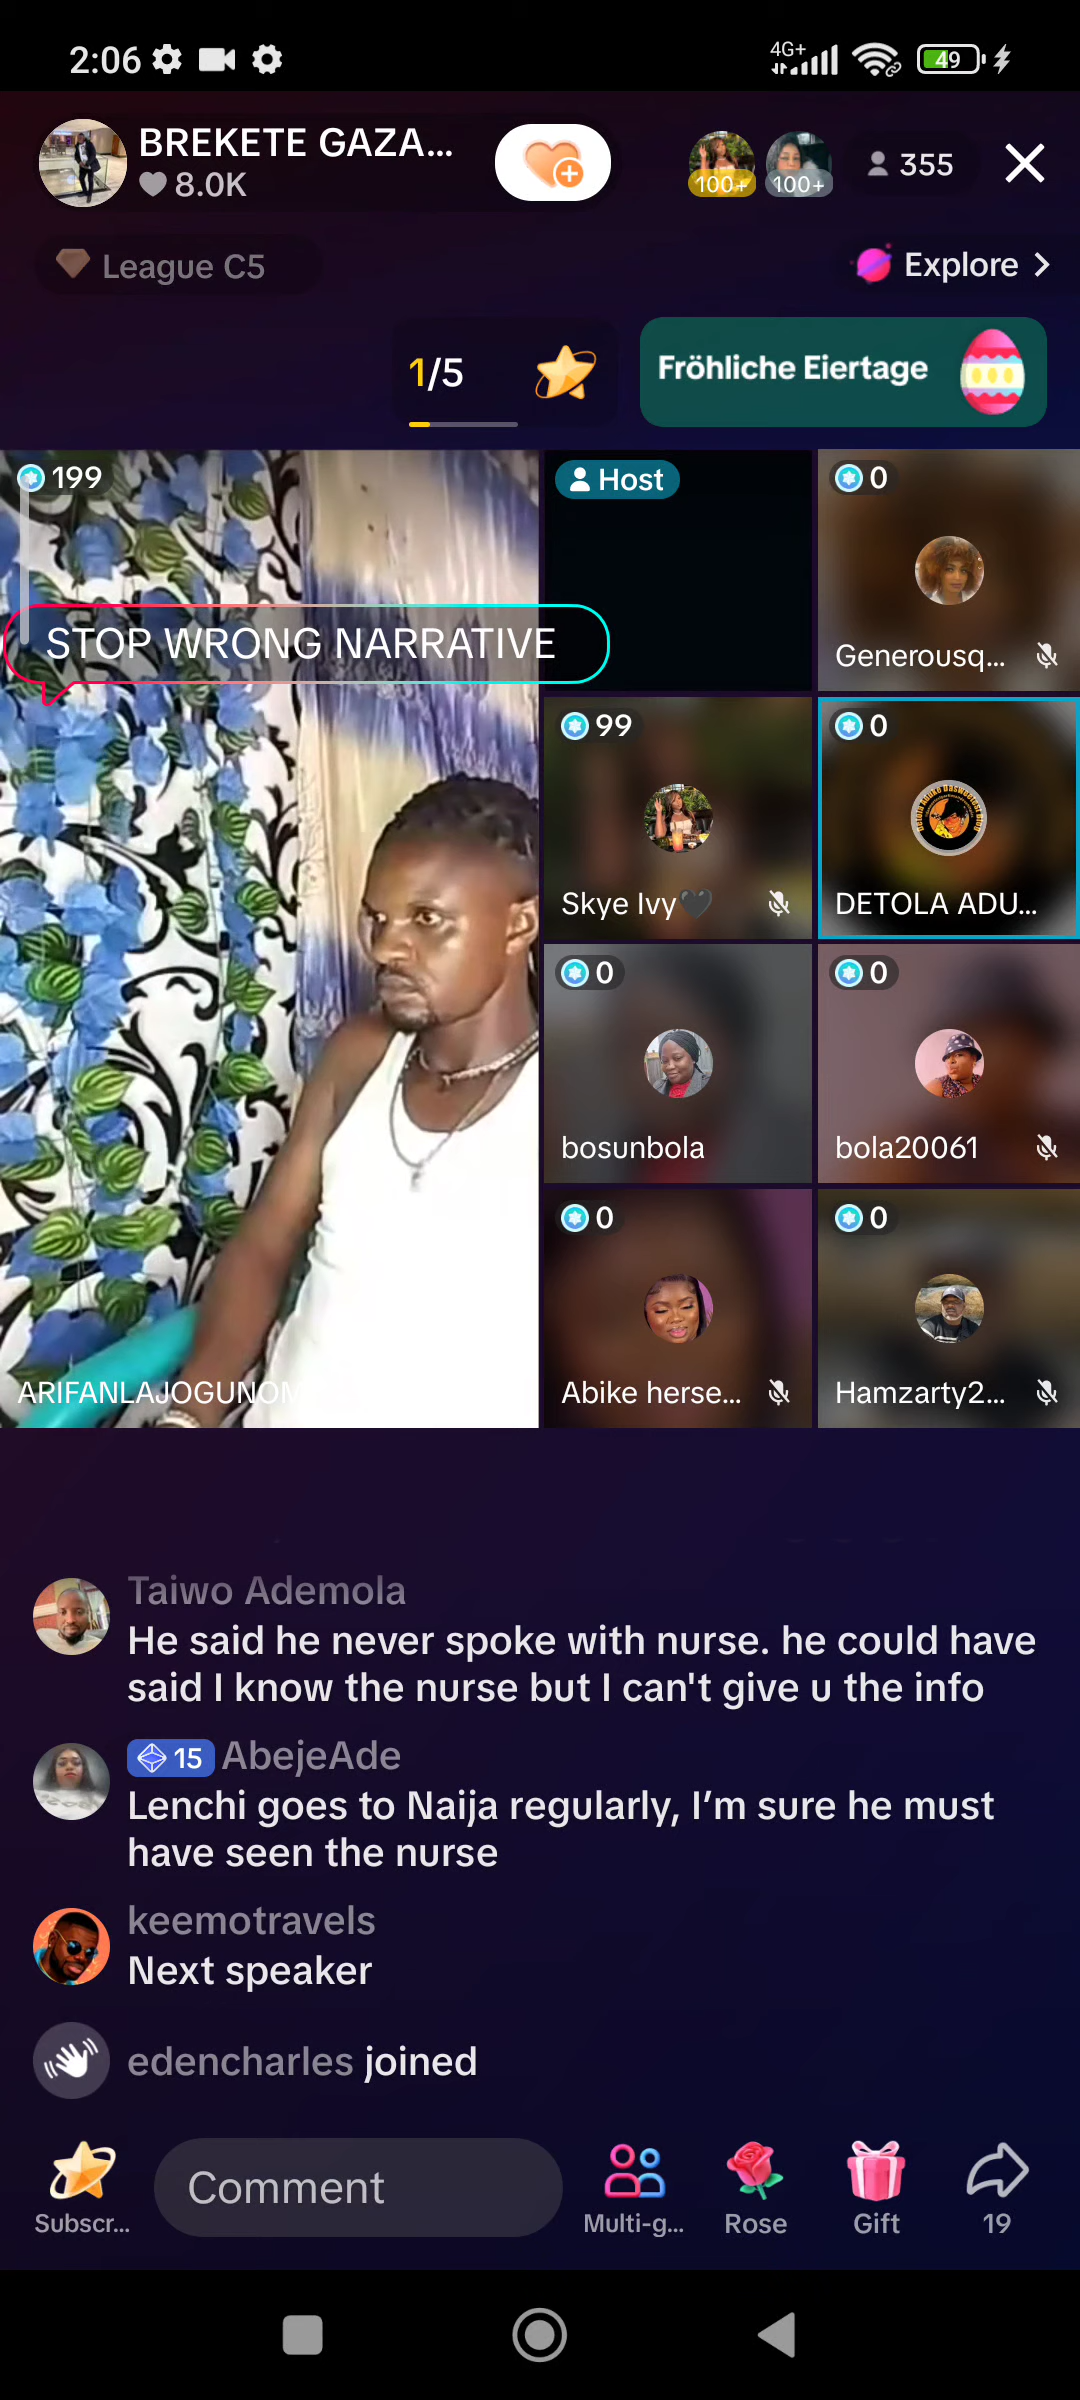 2:06
4G+
49
BREKETE GAZA...
8.0K
100+
100+
355
League C5
Explore
1/5
Fröhliche Eiertage
199
Host
0
STOP WRONG NARRATIVE
Generousq...
99
0
Skye Ivy🖤
DETOLA ADU...
0
0
bosunbola
bola20061
0
0
ARIFANLAJOGUNOM
Abike herse...
Hamzarty2...
Taiwo Ademola
He said he never spoke with nurse. he could have
said I know the nurse but I can't give u the info
15 AbejeAde
Lenchi goes to Naija regularly, I’m sure he must
have seen the nurse
keemotravels
Next speaker
edencharles joined
Subscr...
Comment
Multi-g...
Rose
Gift
19